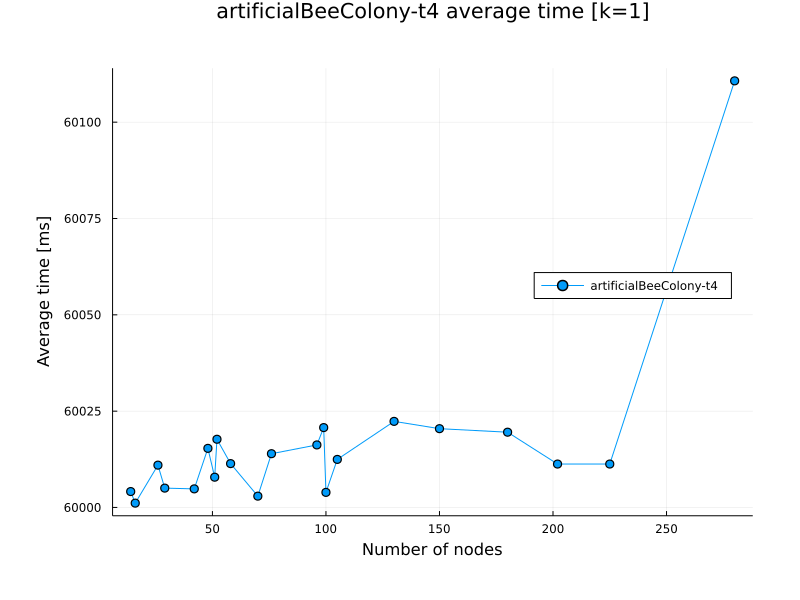 artificialBeeColony-t4 average time [k=1]
60100
60075
60050
60025
60000
Average time [ms]
artificialBeeColony-t4
50
100
150
200
250
Number of nodes